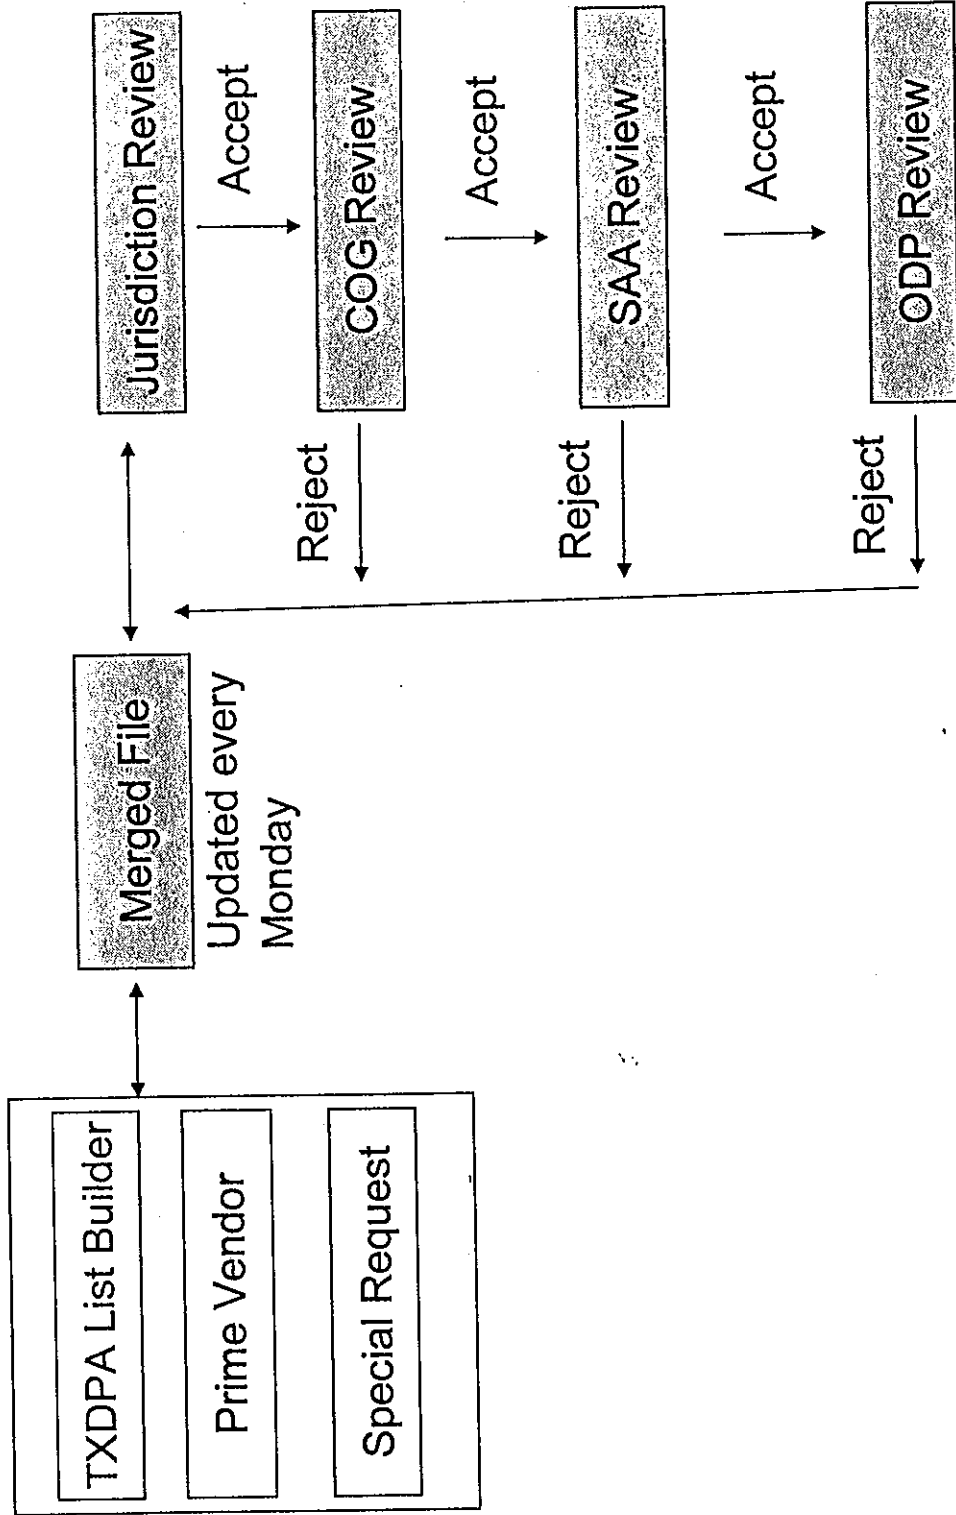 TXDPA List Builder
Prime Vendor
Special Request
Merged File
Updated every
Monday
Jurisdiction Review
Accept
COG Review
Reject
Accept
SAA Review
Reject
Accept
ODP Review
Reject